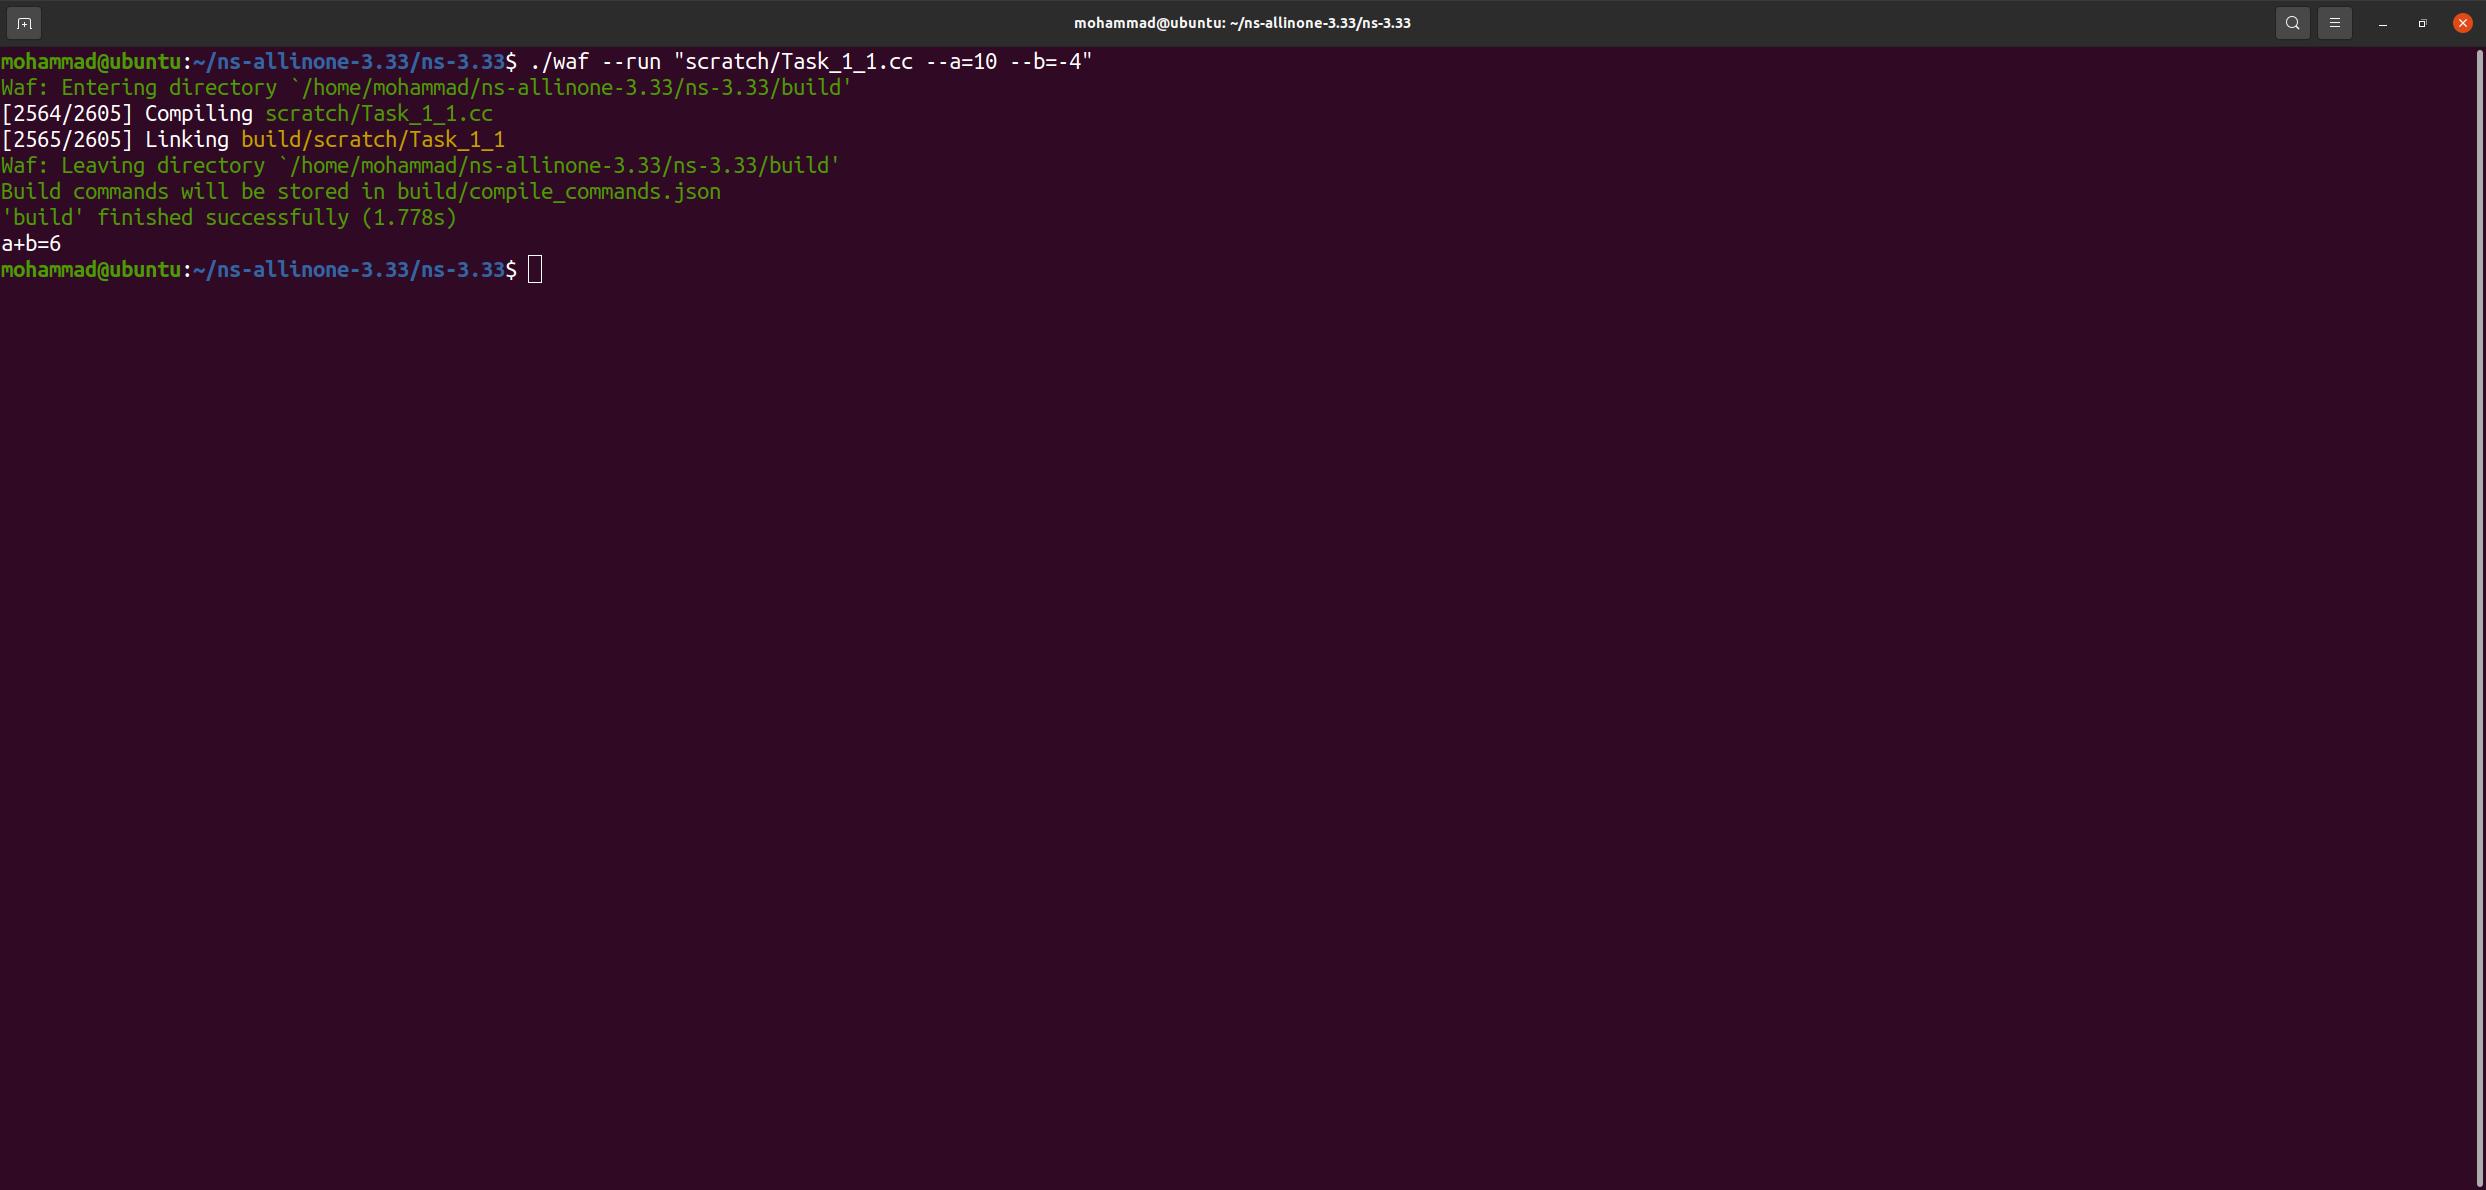 mohammad@ubuntu: ~/ns-allinone-3.33/ns-3.33
mohammad@ubuntu:~/ns-allinone-3.33/ns-3.33$ ./waf --run "scratch/Task_1_1.cc --a=10 --b=-4"
Waf: Entering directory `/home/mohammad/ns-allinone-3.33/ns-3.33/build'
[2564/2605] Compiling scratch/Task_1_1.cc
[2565/2605] Linking build/scratch/Task_1_1
Waf: Leaving directory `/home/mohammad/ns-allinone-3.33/ns-3.33/build'
Build commands will be stored in build/compile_commands.json
'build' finished successfully (1.778s)
a+b=6
mohammad@ubuntu:~/ns-allinone-3.33/ns-3.33$